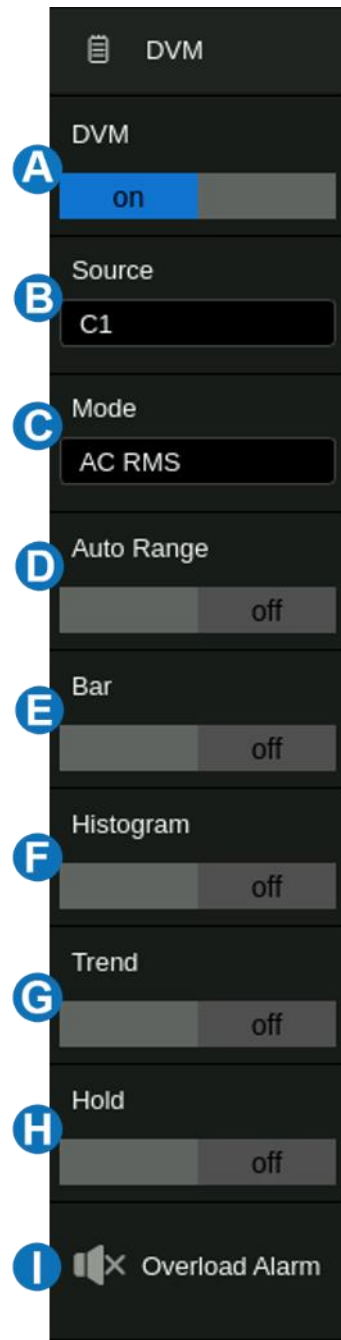 DVM
DVM
A
on
Source
B
C1
Mode
C
AC RMS
Auto Range
D
off
Bar
E
off
Histogram
F
off
Trend
G
off
Hold
H
off
I Overload Alarm